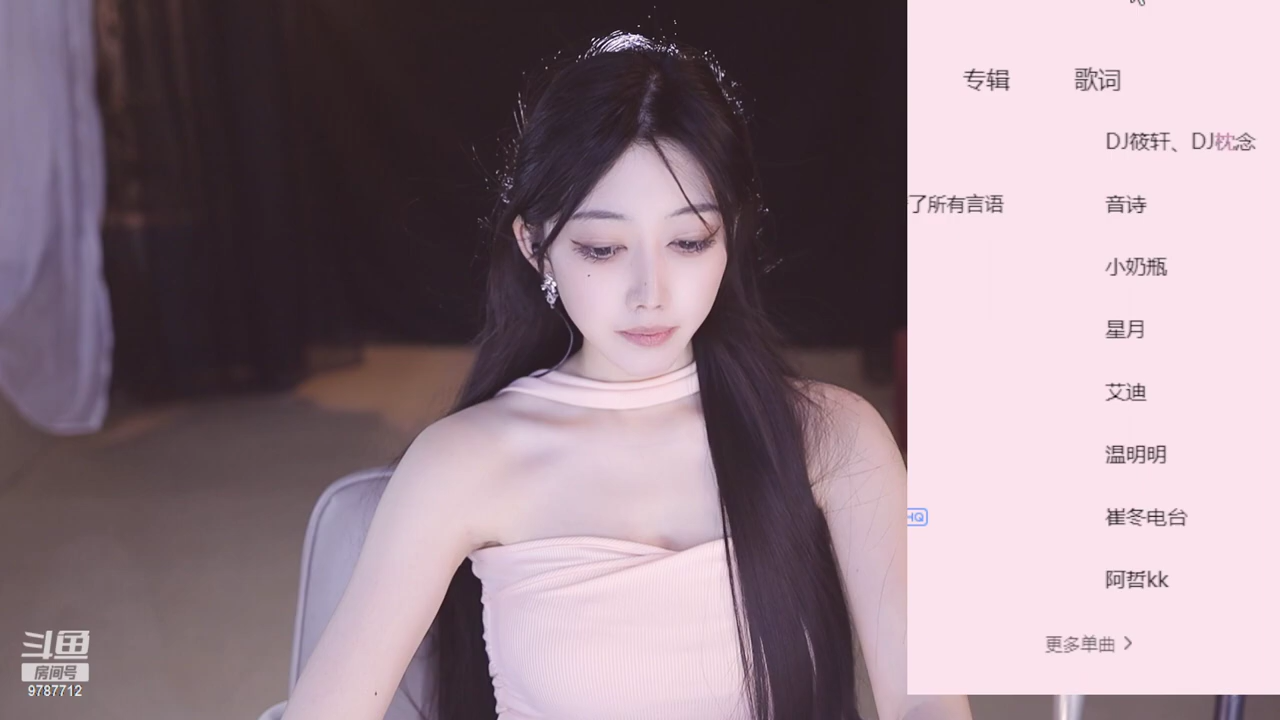 专辑 歌词
DJ筱轩、DJ枕念
了所有言语 音诗
小奶瓶
星月
艾迪
温明明
HQ 崔冬电台
阿哲kk
更多单曲
斗鱼
房间号
9787712